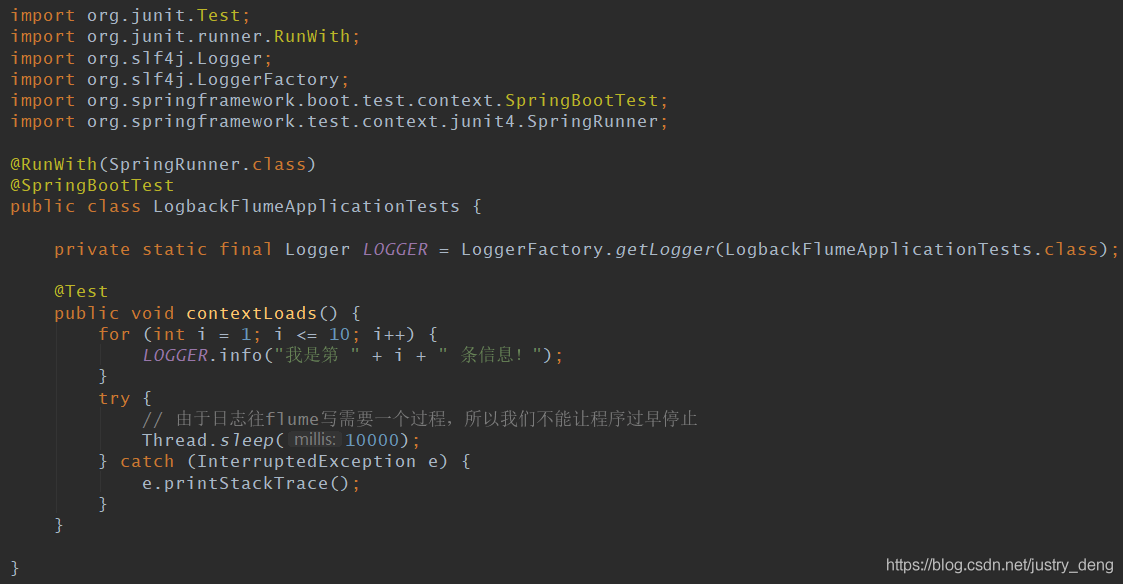 import org.junit.Test;
import org.junit.runner.RunWith;
import org.slf4j.Logger;
import org.slf4j.LoggerFactory;
import org.springframework.boot.test.context.SpringBootTest;
import org.springframework.test.context.junit4.SpringRunner;

@RunWith(SpringRunner.class)
@SpringBootTest
public class LogbackFlumeApplicationTests {

    private static final Logger LOGGER = LoggerFactory.getLogger(LogbackFlumeApplicationTests.class);

    @Test
    public void contextLoads() {
        for (int i = 1; i <= 10; i++) {
            LOGGER.info("我是第 " + i + " 条信息! ");
        }
        try {
            // 由于日志往flume写需要一个过程，所以我们不能让程序过早停止
            Thread.sleep( millis: 10000);
        } catch (InterruptedException e) {
            e.printStackTrace();
        }
    }

}
https://blog.csdn.net/justry_deng